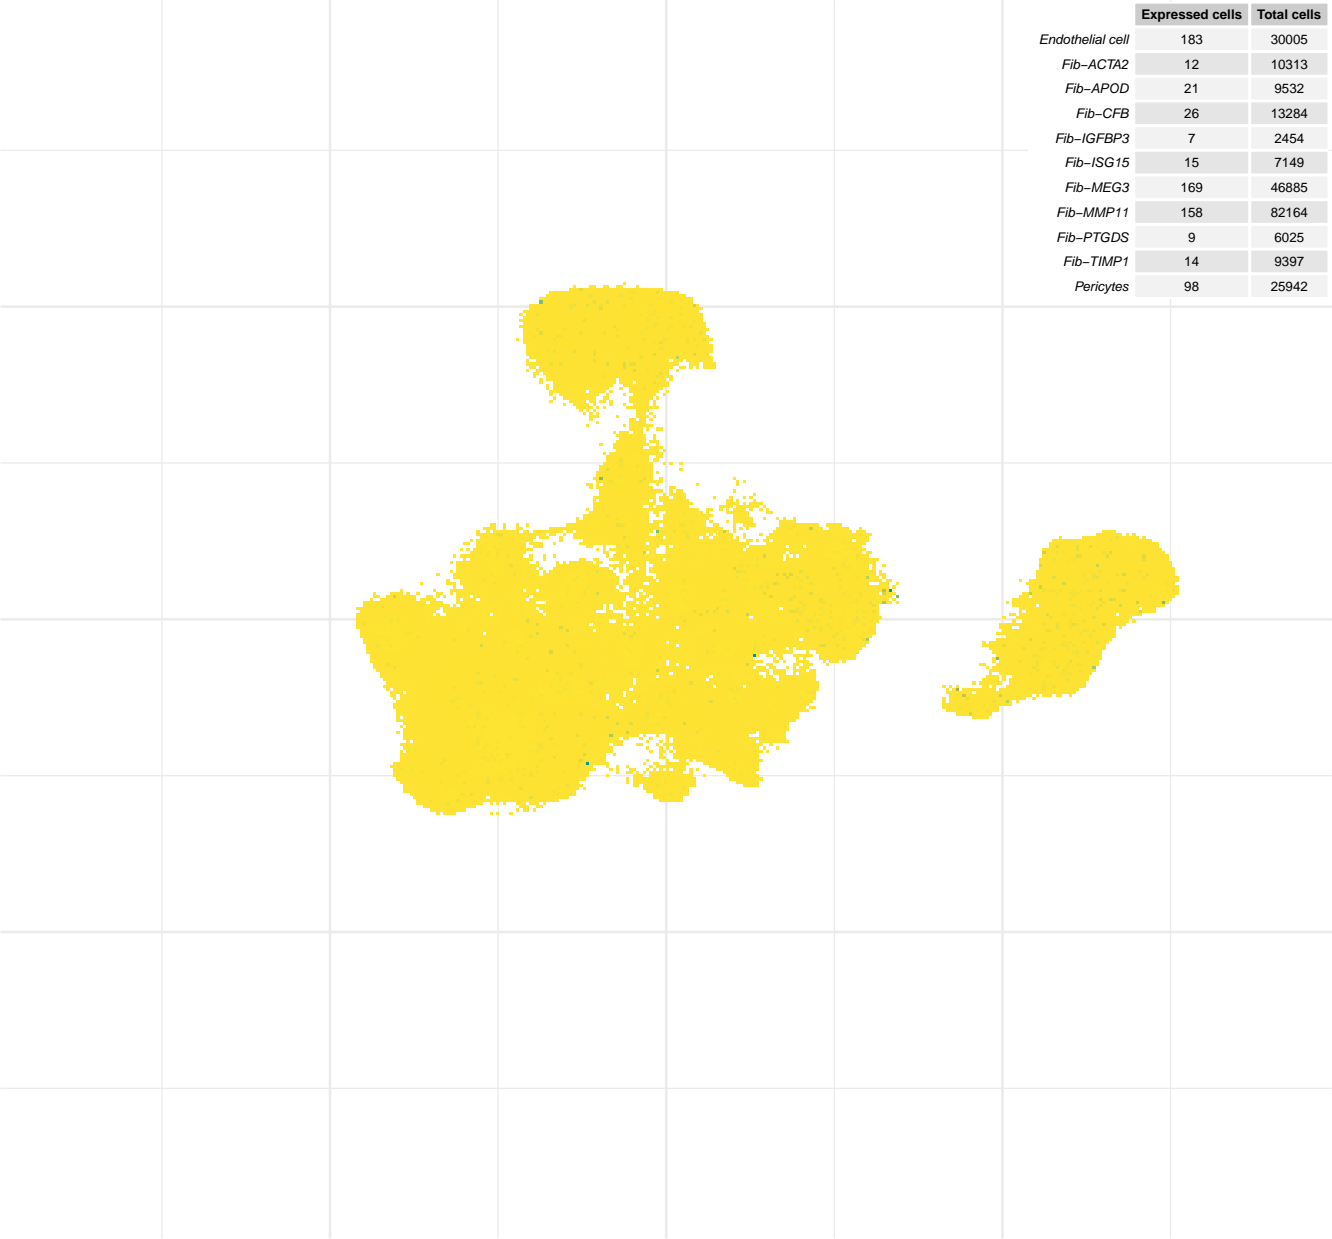 Expressed cells Total cells
Endothelial cell 183 30005
Fib−ACTA2 12 10313
Fib−APOD 21 9532
Fib−CFB 26 13284
Fib−IGFBP3 7 2454
Fib−ISG15 15 7149
Fib−MEG3 169 46885
Fib−MMP11 158 82164
Fib−PTGDS 9 6025
Fib−TIMP1 14 9397
Pericytes 98 25942